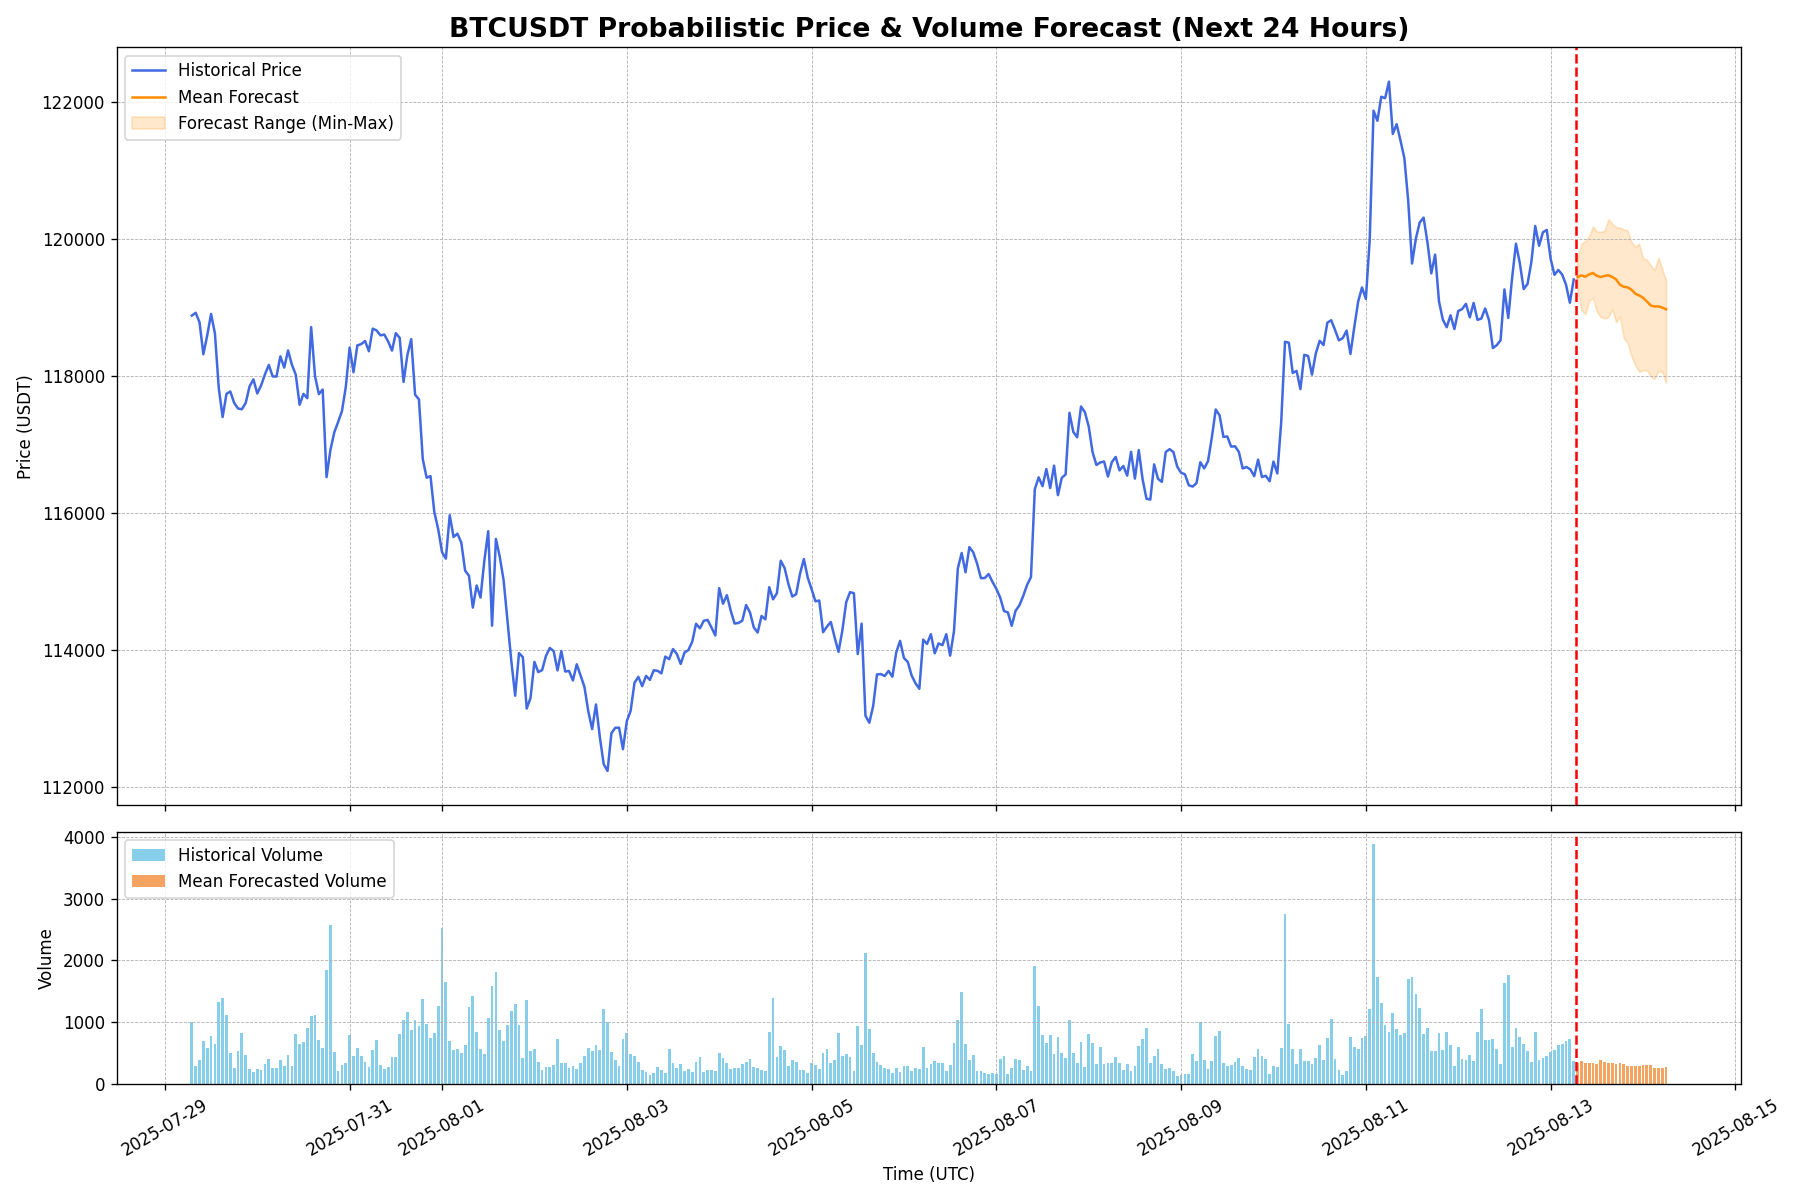 BTCUSDT Probabilistic Price & Volume Forecast (Next 24 Hours)
Historical Price
Mean Forecast
Forecast Range (Min-Max)
122000
120000
118000
116000
114000
112000
Price (USDT)
Historical Volume
Mean Forecasted Volume
4000
3000
2000
1000
0
Volume
2025-07-29
2025-07-31
2025-08-01
2025-08-03
2025-08-05
2025-08-07
2025-08-09
2025-08-11
2025-08-13
2025-08-15
Time (UTC)